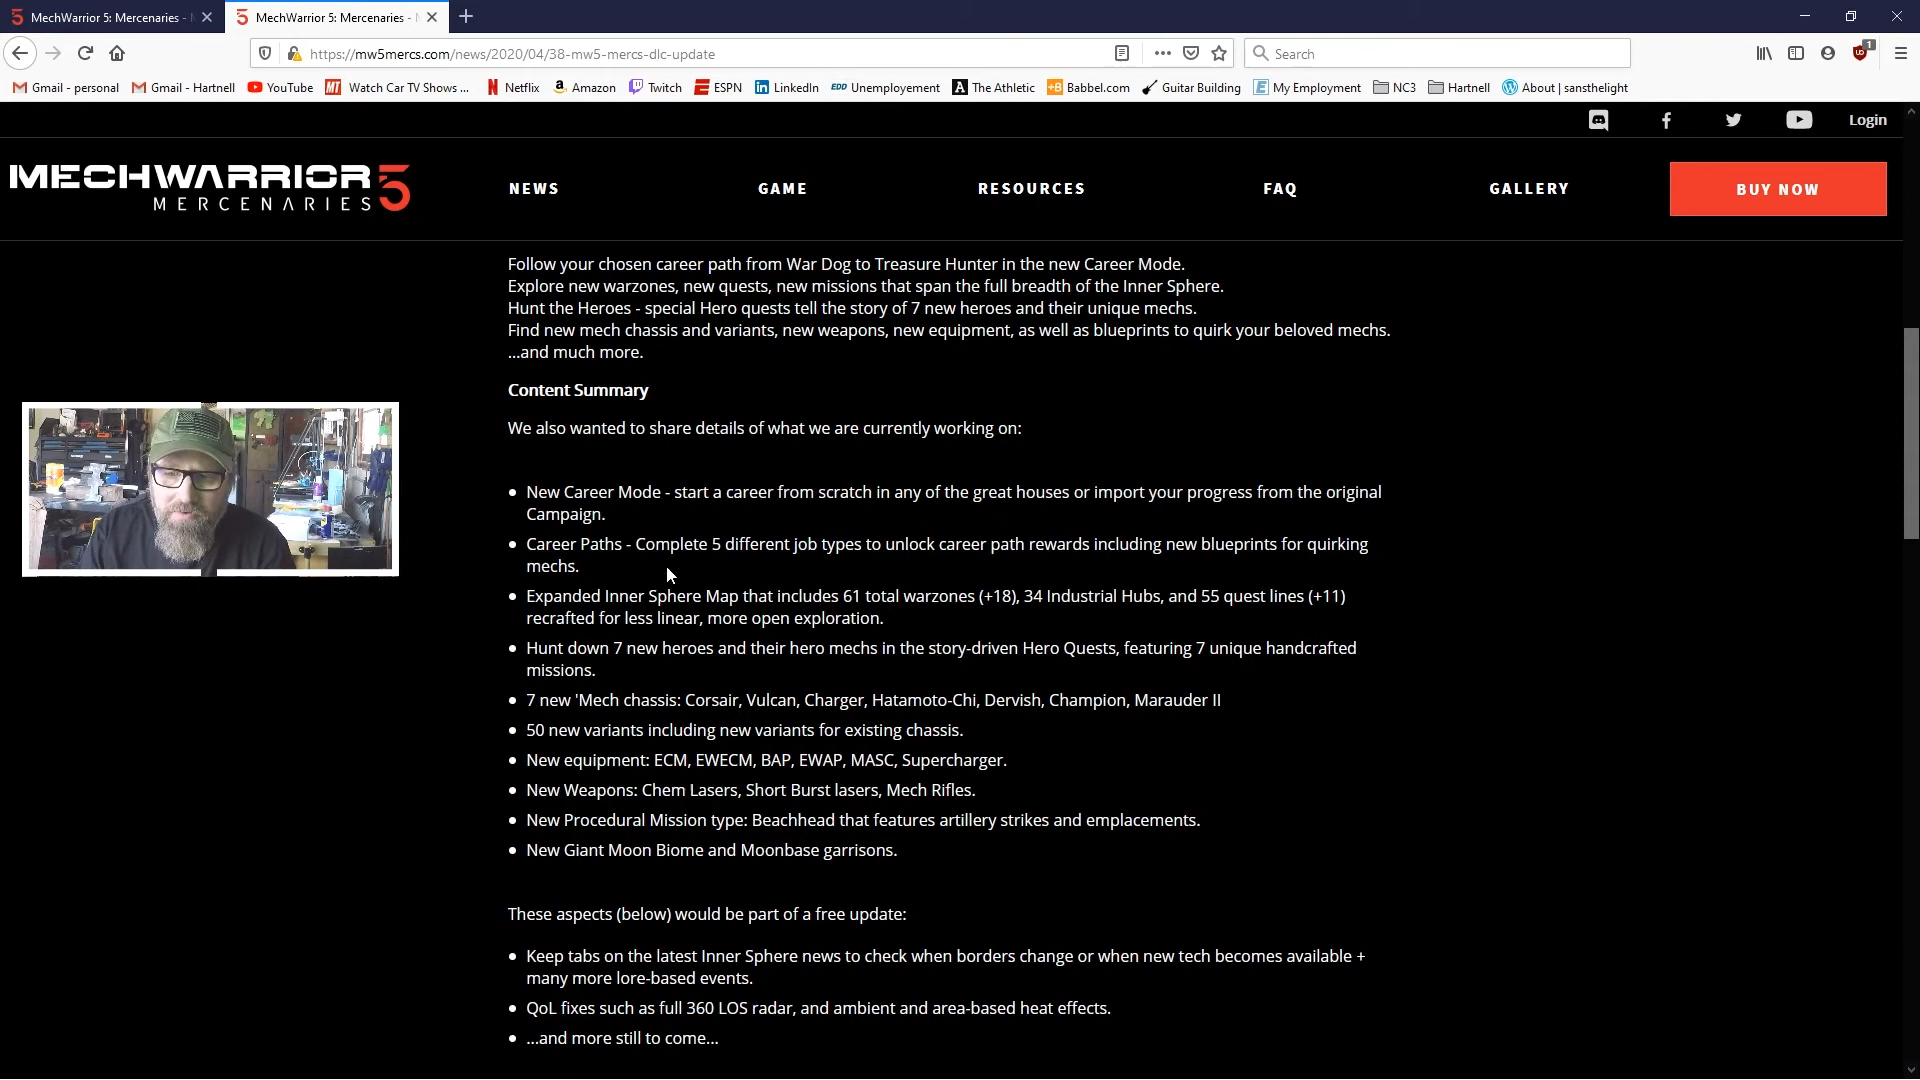 MechWarrior 5: Mercenaries -
MechWarrior 5: Mercenaries -
https://mw5mercs.com/news/2020/04/38-mw5-mercs-dlc-update
Search
1
Gmail - personal
Gmail - Hartnell
YouTube
MT Watch Car TV Shows ...
Netflix
Amazon
Twitch
ESPN
LinkedIn
EDD Unemployement
The Athletic
+B Babbel.com
Guitar Building
My Employment
NC3
Hartnell
About | sansthelight
Login
MECHWARRIOR 5
MERCENARIES
NEWS
GAME
RESOURCES
FAQ
GALLERY
BUY NOW
Follow your chosen career path from War Dog to Treasure Hunter in the new Career Mode.
Explore new warzones, new quests, new missions that span the full breadth of the Inner Sphere.
Hunt the Heroes - special Hero quests tell the story of 7 new heroes and their unique mechs.
Find new mech chassis and variants, new weapons, new equipment, as well as blueprints to quirk your beloved mechs.
...and much more.
Content Summary
We also wanted to share details of what we are currently working on:
• New Career Mode - start a career from scratch in any of the great houses or import your progress from the original
Campaign.
• Career Paths - Complete 5 different job types to unlock career path rewards including new blueprints for quirking
mechs.
• Expanded Inner Sphere Map that includes 61 total warzones (+18), 34 Industrial Hubs, and 55 quest lines (+11)
recrafted for less linear, more open exploration.
• Hunt down 7 new heroes and their hero mechs in the story-driven Hero Quests, featuring 7 unique handcrafted
missions.
• 7 new 'Mech chassis: Corsair, Vulcan, Charger, Hatamoto-Chi, Dervish, Champion, Marauder II
• 50 new variants including new variants for existing chassis.
• New equipment: ECM, EWECM, BAP, EWAP, MASC, Supercharger.
• New Weapons: Chem Lasers, Short Burst lasers, Mech Rifles.
• New Procedural Mission type: Beachhead that features artillery strikes and emplacements.
• New Giant Moon Biome and Moonbase garrisons.
These aspects (below) would be part of a free update:
• Keep tabs on the latest Inner Sphere news to check when borders change or when new tech becomes available +
many more lore-based events.
• QoL fixes such as full 360 LOS radar, and ambient and area-based heat effects.
• ...and more still to come...